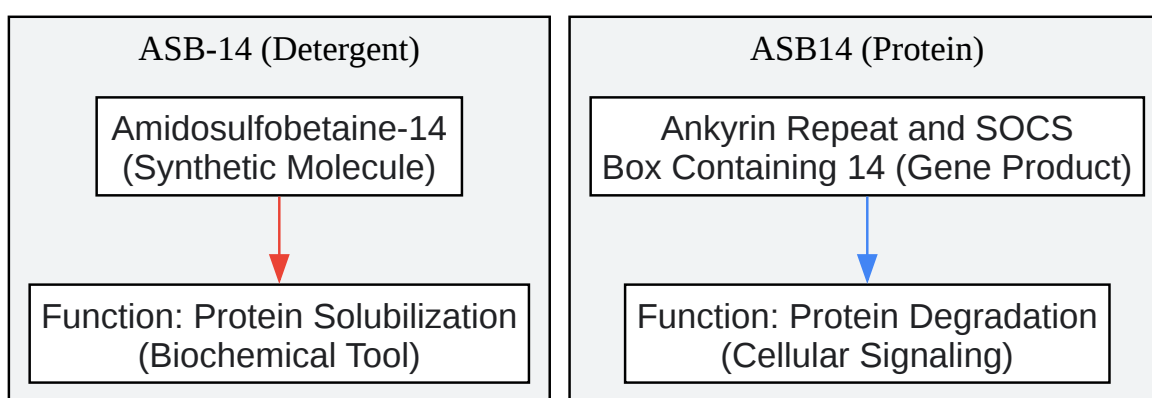 ASB-14 (Detergent)
Amidosulfobetaine-14
(Synthetic Molecule)
Function: Protein Solubilization
(Biochemical Tool)
ASB14 (Protein)
Ankyrin Repeat and SOCS
Box Containing 14 (Gene Product)
Function: Protein Degradation
(Cellular Signaling)